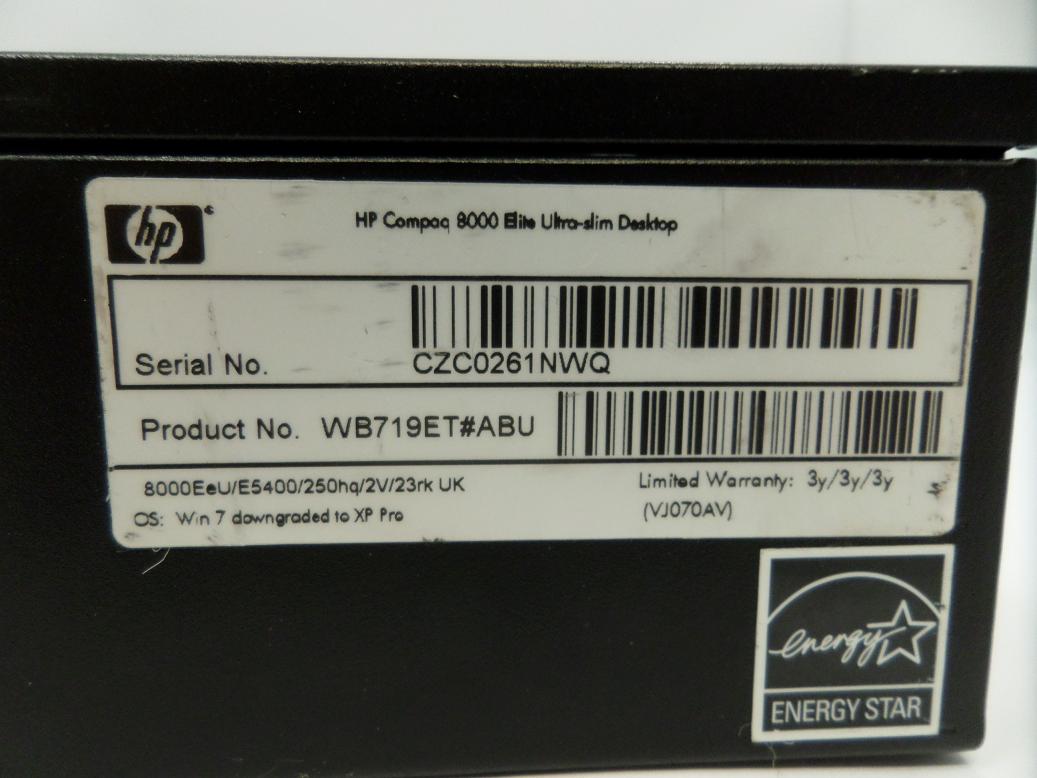 hp
HP Compaq 8000 Elite Ultra-slim Desktop
Serial No. CZC0261NWQ
Product No. WB719ET#ABU
8000EeU/E5400/250hq/2V/23rk UK
Limited Warranty: 3y/3y/3y
OS: Win 7 downgraded to XP Pro
(VJ070AV)
energy
ENERGY STAR